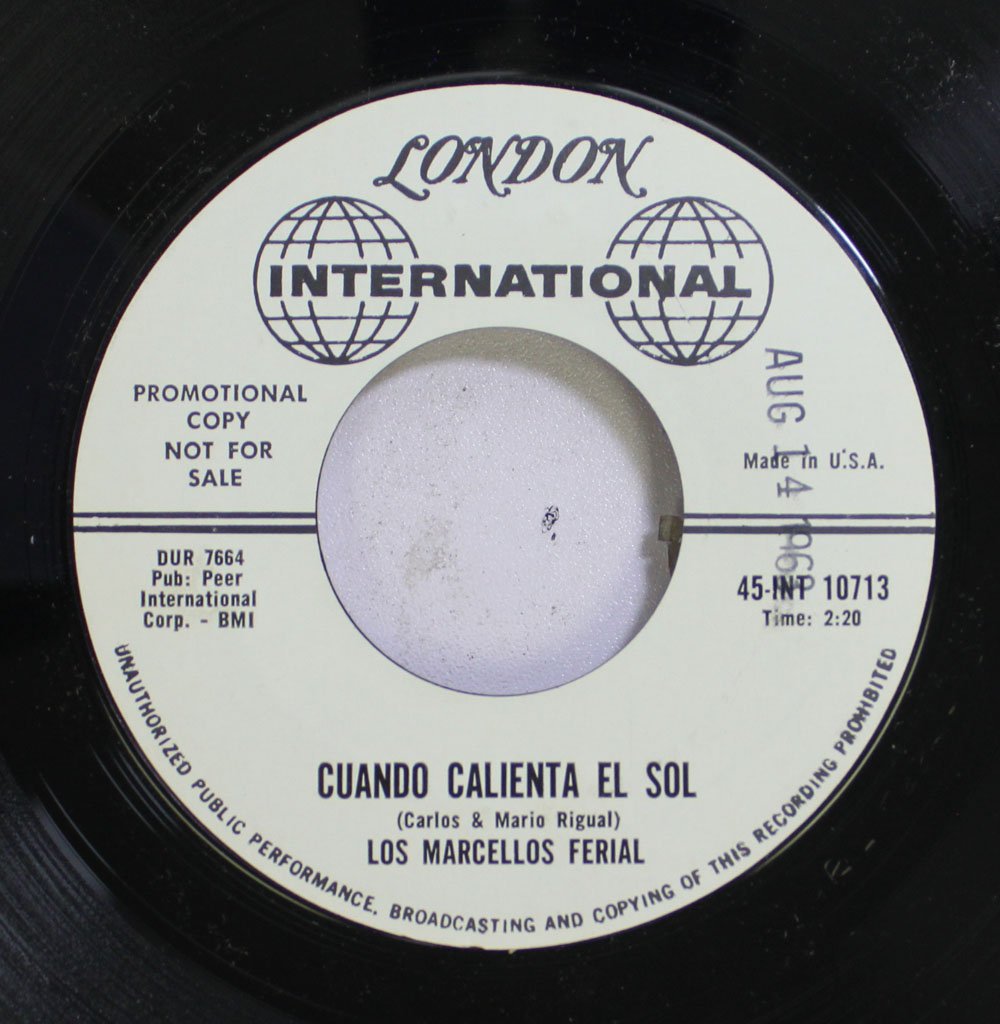 LONDON
INTERNATIONAL
PROMOTIONAL
COPY
NOT FOR
SALE
AUG 14
Made in U.S.A.
DUR 7664
Pub: Peer
International
Corp. - BMI
45-INT 10713
Time: 2:20
CUANDO CALIENTA EL SOL
(Carlos & Mario Rigual)
LOS MARCELLOS FERIAL
UNAUTHORIZED PUBLIC PERFORMANCE, BROADCASTING AND COPYING OF THIS RECORDING PROHIBITED